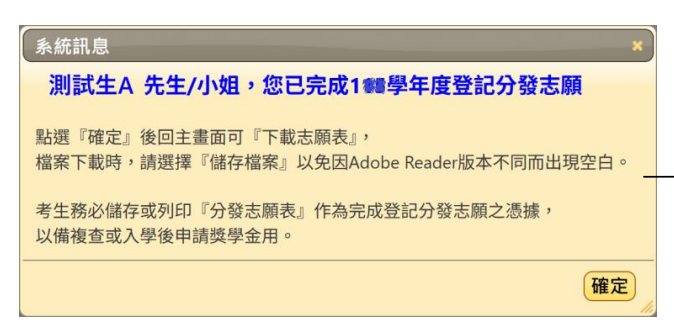 系統訊息
測試生A 先生/小姐，您已完成1學年度登記分發志願
點選『確定』後回主畫面可『下載志願表』，
檔案下載時，請選擇『儲存檔案』以免因Adobe Reader版本不同而出現空白。
考生務必儲存或列印『分發志願表』作為完成登記分發志願之憑據，
以備複查或入學後申請獎學金用。
確定